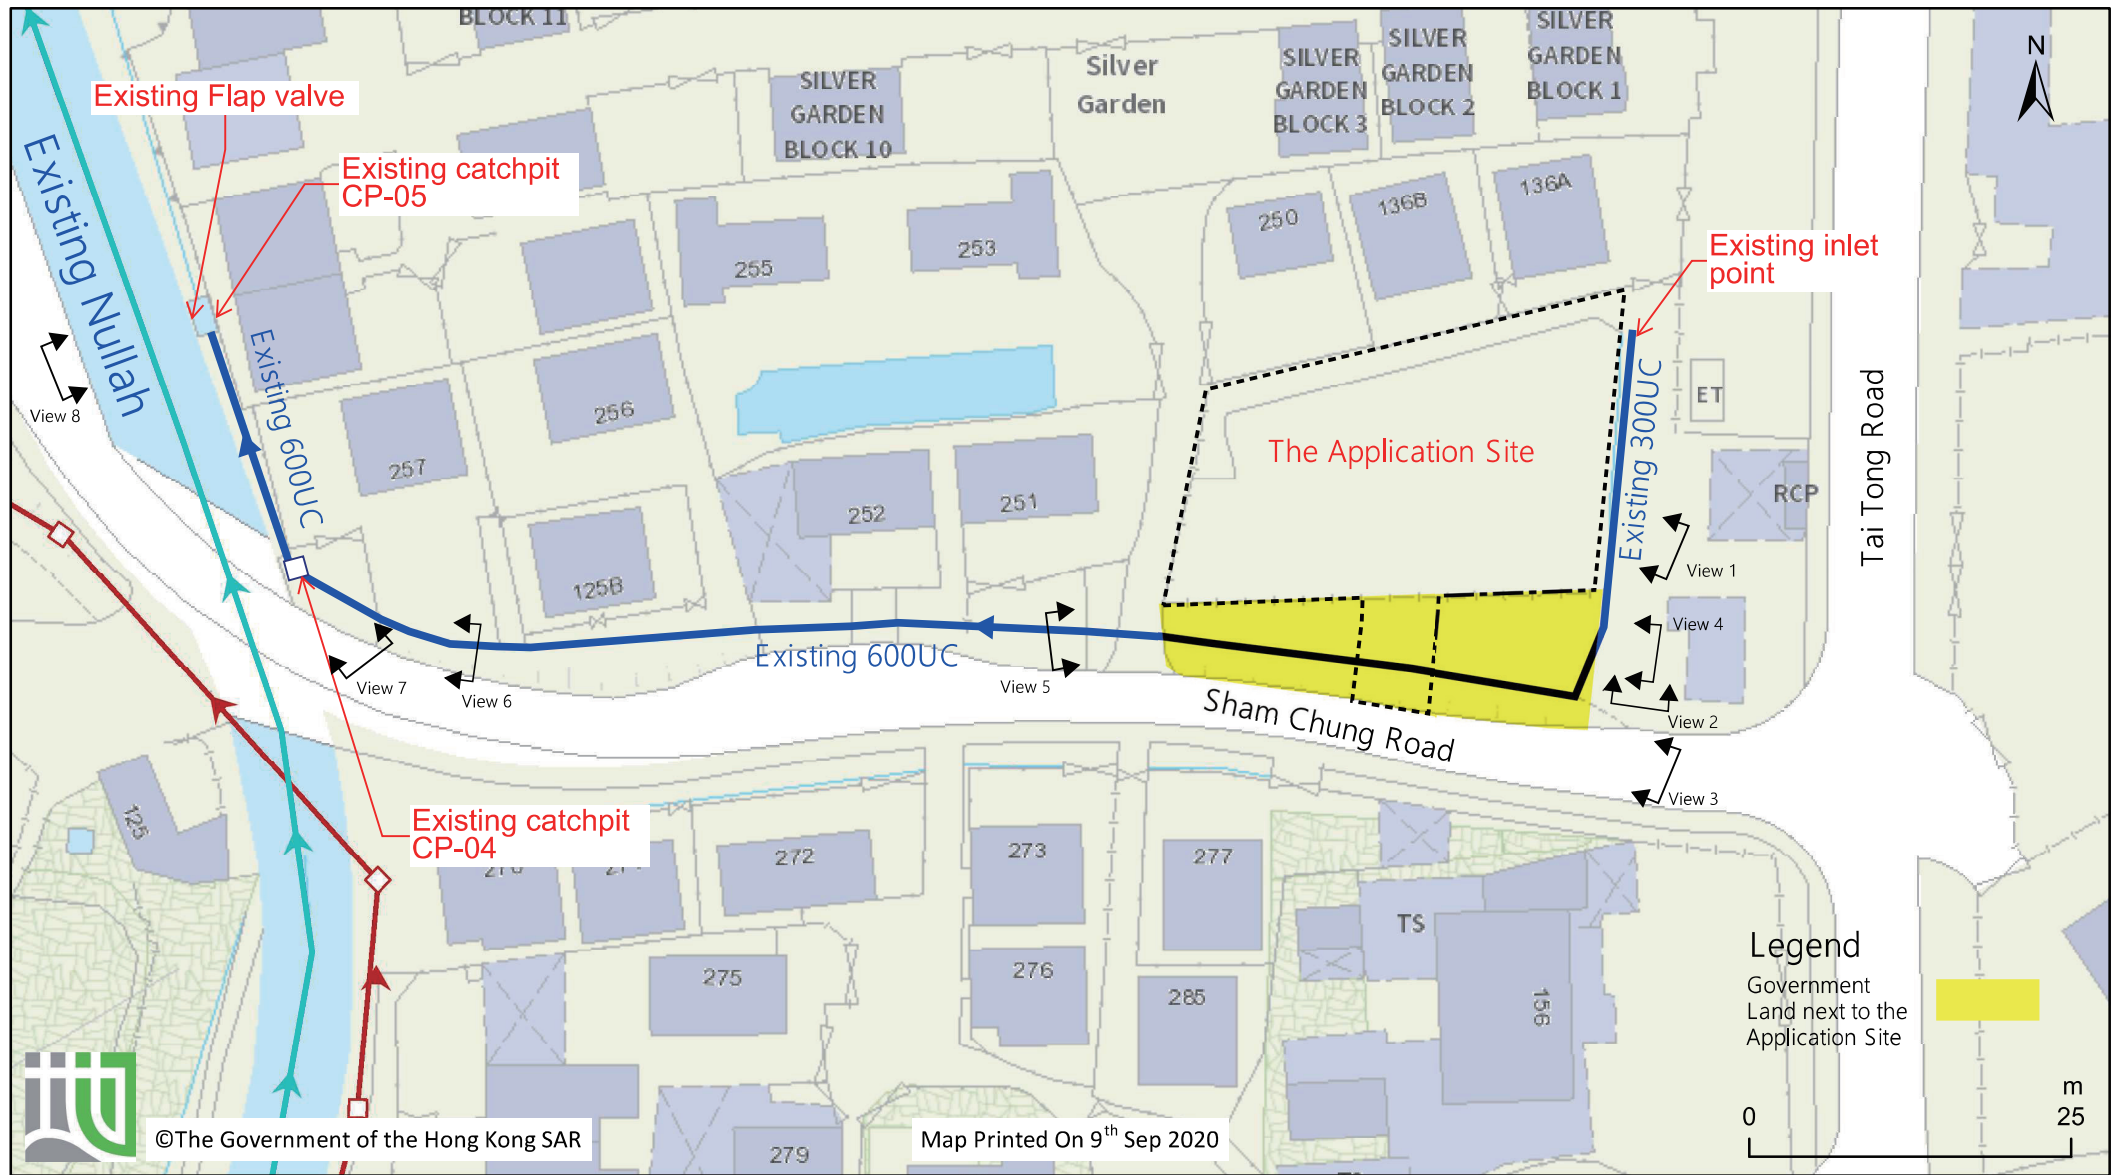 BLOCK 11
SILVER
GARDEN
BLOCK 10
Silver
Garden
SILVER
GARDEN
BLOCK 3
SILVER
GARDEN
BLOCK 2
SILVER
GARDEN
BLOCK 1
N
Existing Flap valve
Existing catchpit
CP-05
Existing Nullah
Existing 600UC
255
253
250
136B
136A
Existing inlet
point
View 8
257
256
252
251
125B
The Application Site
Existing 300UC
ET
RCP
Tai Tong Road
View 1
View 4
View 2
View 3
View 7
View 6
View 5
Existing 600UC
Sham Chung Road
Existing catchpit
CP-04
125
272
273
277
275
276
285
TS
156
279
Legend
Government
Land next to the
Application Site
m
0 25
©The Government of the Hong Kong SAR
Map Printed On 9th Sep 2020